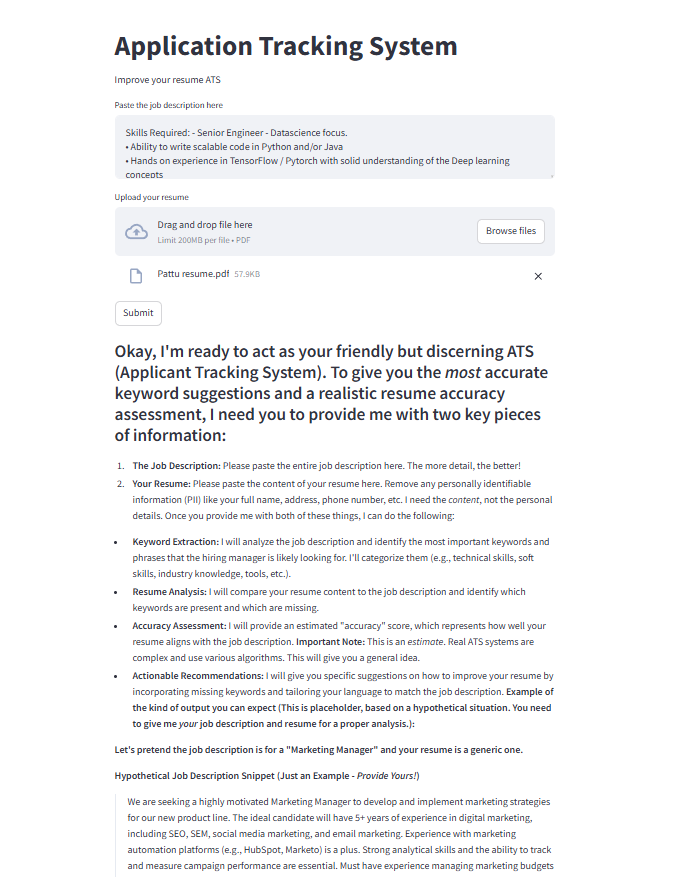 Application Tracking System
Improve your resume ATS
Paste the job description here
Skills Required: - Senior Engineer - Datascience focus.
• Ability to write scalable code in Python and/or Java
• Hands on experience in TensorFlow / Pytorch with solid understanding of the Deep learning
concepts
Upload your resume
Drag and drop file here
Limit 200MB per file • PDF
Browse files
Pattu resume.pdf 57.9KB
Submit
Okay, I'm ready to act as your friendly but discerning ATS
(Applicant Tracking System). To give you the most accurate
keyword suggestions and a realistic resume accuracy
assessment, I need you to provide me with two key pieces
of information:
1. The Job Description: Please paste the entire job description here. The more detail, the better!
2. Your Resume: Please paste the content of your resume here. Remove any personally identifiable
information (PII) like your full name, address, phone number, etc. I need the content, not the personal
details. Once you provide me with both of these things, I can do the following:
• Keyword Extraction: I will analyze the job description and identify the most important keywords and
phrases that the hiring manager is likely looking for. I'll categorize them (e.g., technical skills, soft
skills, industry knowledge, tools, etc.).
• Resume Analysis: I will compare your resume content to the job description and identify which
keywords are present and which are missing.
• Accuracy Assessment: I will provide an estimated "accuracy" score, which represents how well your
resume aligns with the job description. Important Note: This is an estimate. Real ATS systems are
complex and use various algorithms. This will give you a general idea.
• Actionable Recommendations: I will give you specific suggestions on how to improve your resume by
incorporating missing keywords and tailoring your language to match the job description. Example of
the kind of output you can expect (This is placeholder, based on a hypothetical situation. You need
to give me your job description and resume for a proper analysis.):
Let's pretend the job description is for a "Marketing Manager" and your resume is a generic one.
Hypothetical Job Description Snippet (Just an Example - Provide Yours!)
We are seeking a highly motivated Marketing Manager to develop and implement marketing strategies
for our new product line. The ideal candidate will have 5+ years of experience in digital marketing,
including SEO, SEM, social media marketing, and email marketing. Experience with marketing
automation platforms (e.g., HubSpot, Marketo) is a plus. Strong analytical skills and the ability to track
and measure campaign performance are essential. Must have experience managing marketing budgets